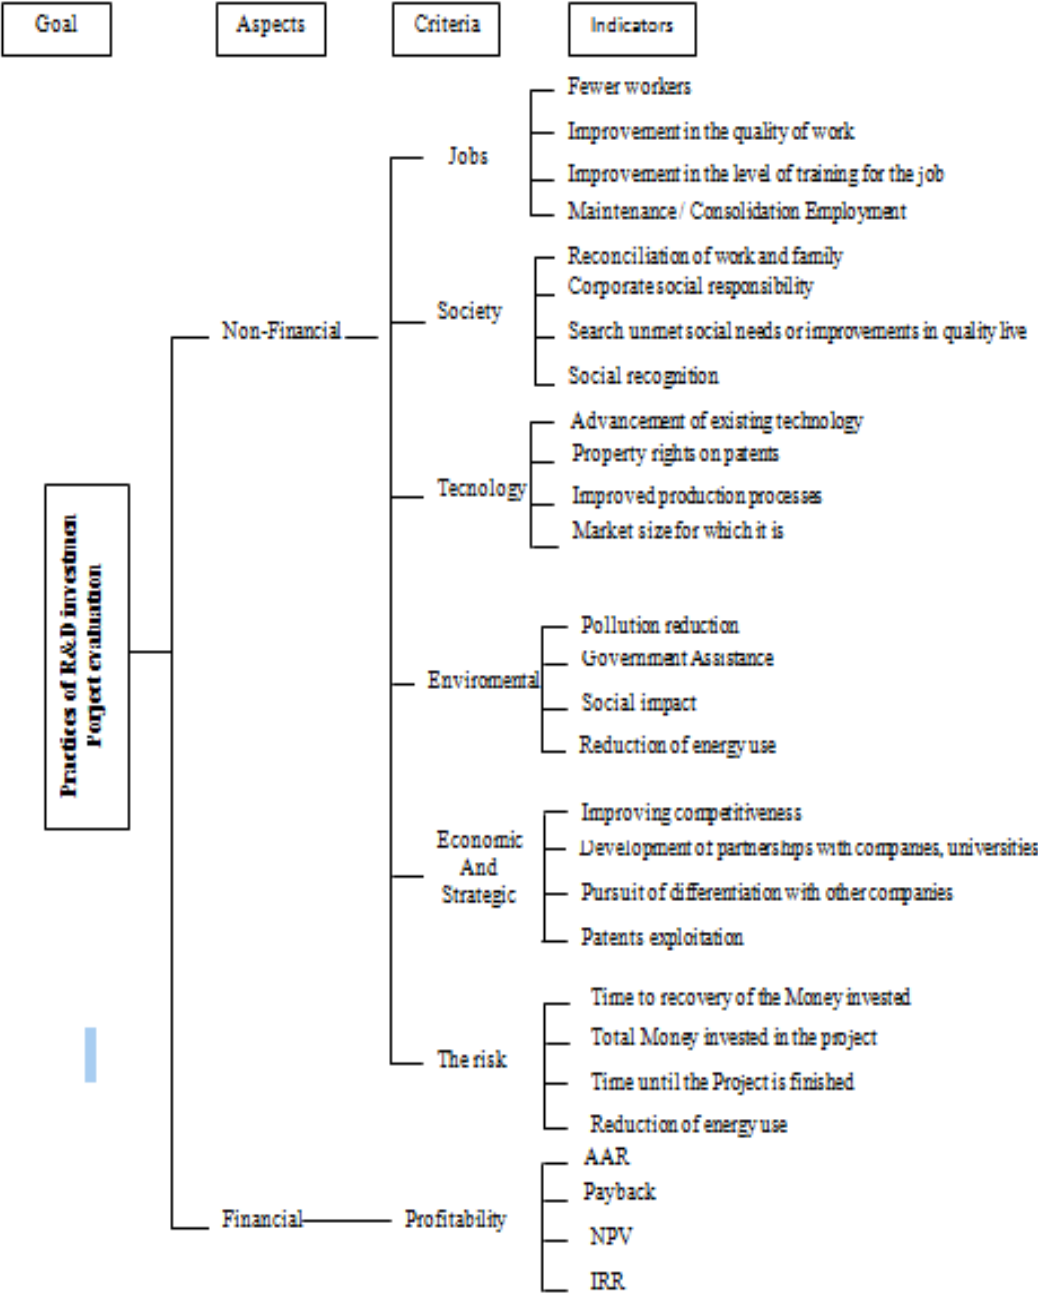 Goal
Aspects
Criteria
Indicators
Practices of R&D investmen
Porject evaluation
Non-Financial
Jobs
Fewer workers
Improvement in the quality of work
Improvement in the level of training for the job
Maintenance / Consolidation Employment
Society
Reconciliation of work and family
Corporate social responsibility
Search unmet social needs or improvements in quality live
Social recognition
Tecnology
Advancement of existing technology
Property rights on patents
Improved production processes
Market size for which it is
Enviromental
Pollution reduction
Government Assistance
Social impact
Reduction of energy use
Economic
And
Strategic
Improving competitiveness
Development of partnerships with companies, universities
Pursuit of differentiation with other companies
Patents exploitation
The risk
Time to recovery of the Money invested
Total Money invested in the project
Time until the Project is finished
Reduction of energy use
Financial
Profitability
AAR
Payback
NPV
IRR